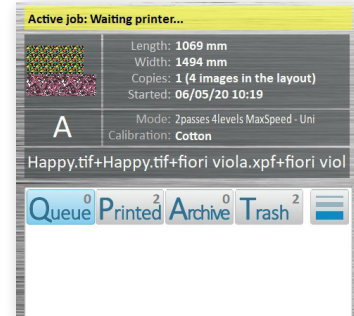 Active job: Waiting printer...
Length: 1069 mm
Width: 1494 mm
Copies: 1 (4 images in the layout)
Started: 06/05/20 10:19
A
Mode: 2passes 4levels MaxSpeed - Uni
Calibration: Cotton
Happy.tif+Happy.tif+fiori viola.xpf+fiori viol
Queue 0 Printed 2 Archive 0 Trash 2